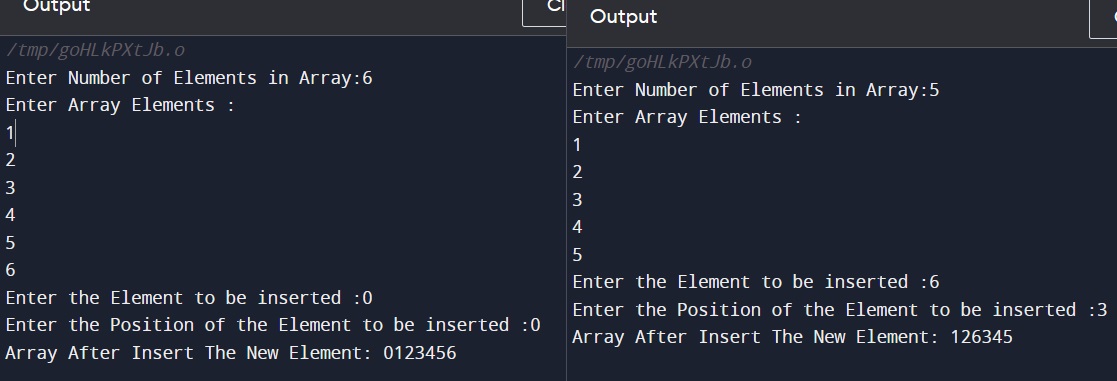 Output
/tmp/goHLkPXtJb.o
Enter Number of Elements in Array:6
Enter Array Elements :
1
2
3
4
5
6
Enter the Element to be inserted :0
Enter the Position of the Element to be inserted :0
Array After Insert The New Element: 0123456
Output
/tmp/goHLkPXtJb.o
Enter Number of Elements in Array:5
Enter Array Elements :
1
2
3
4
5
Enter the Element to be inserted :6
Enter the Position of the Element to be inserted :3
Array After Insert The New Element: 126345